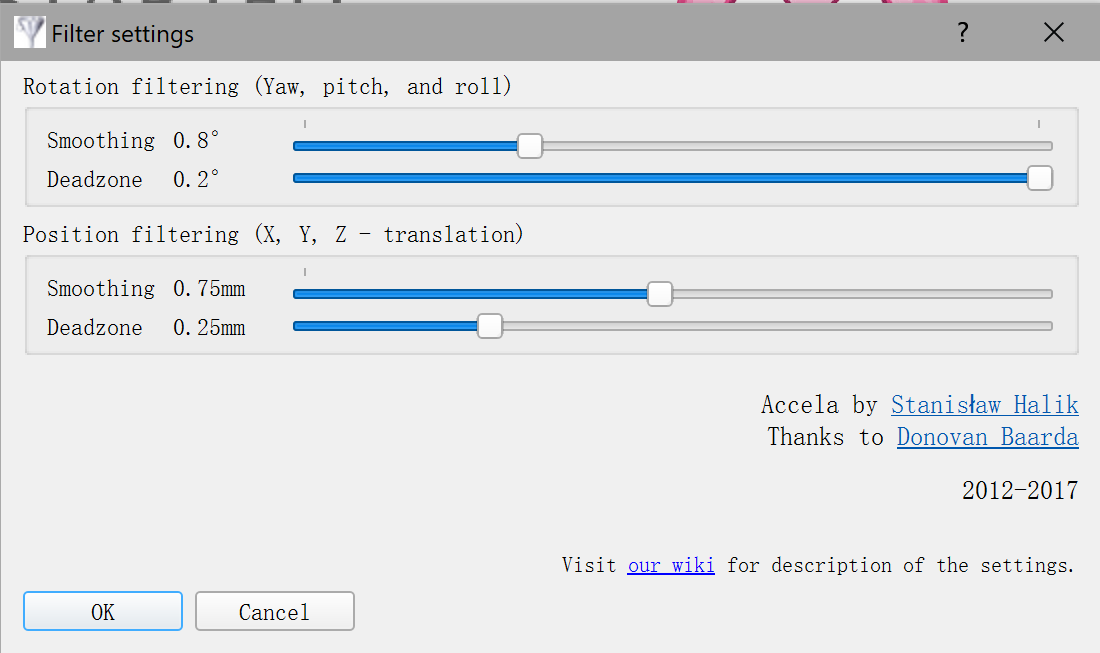 Filter settings
?
Rotation filtering (Yaw, pitch, and roll)
Smoothing 0.8°
Deadzone 0.2°
Position filtering (X, Y, Z - translation)
Smoothing 0.75mm
Deadzone 0.25mm
Accela by Stanisław Halik
Thanks to Donovan Baarda
2012-2017
Visit our wiki for description of the settings.
OK Cancel